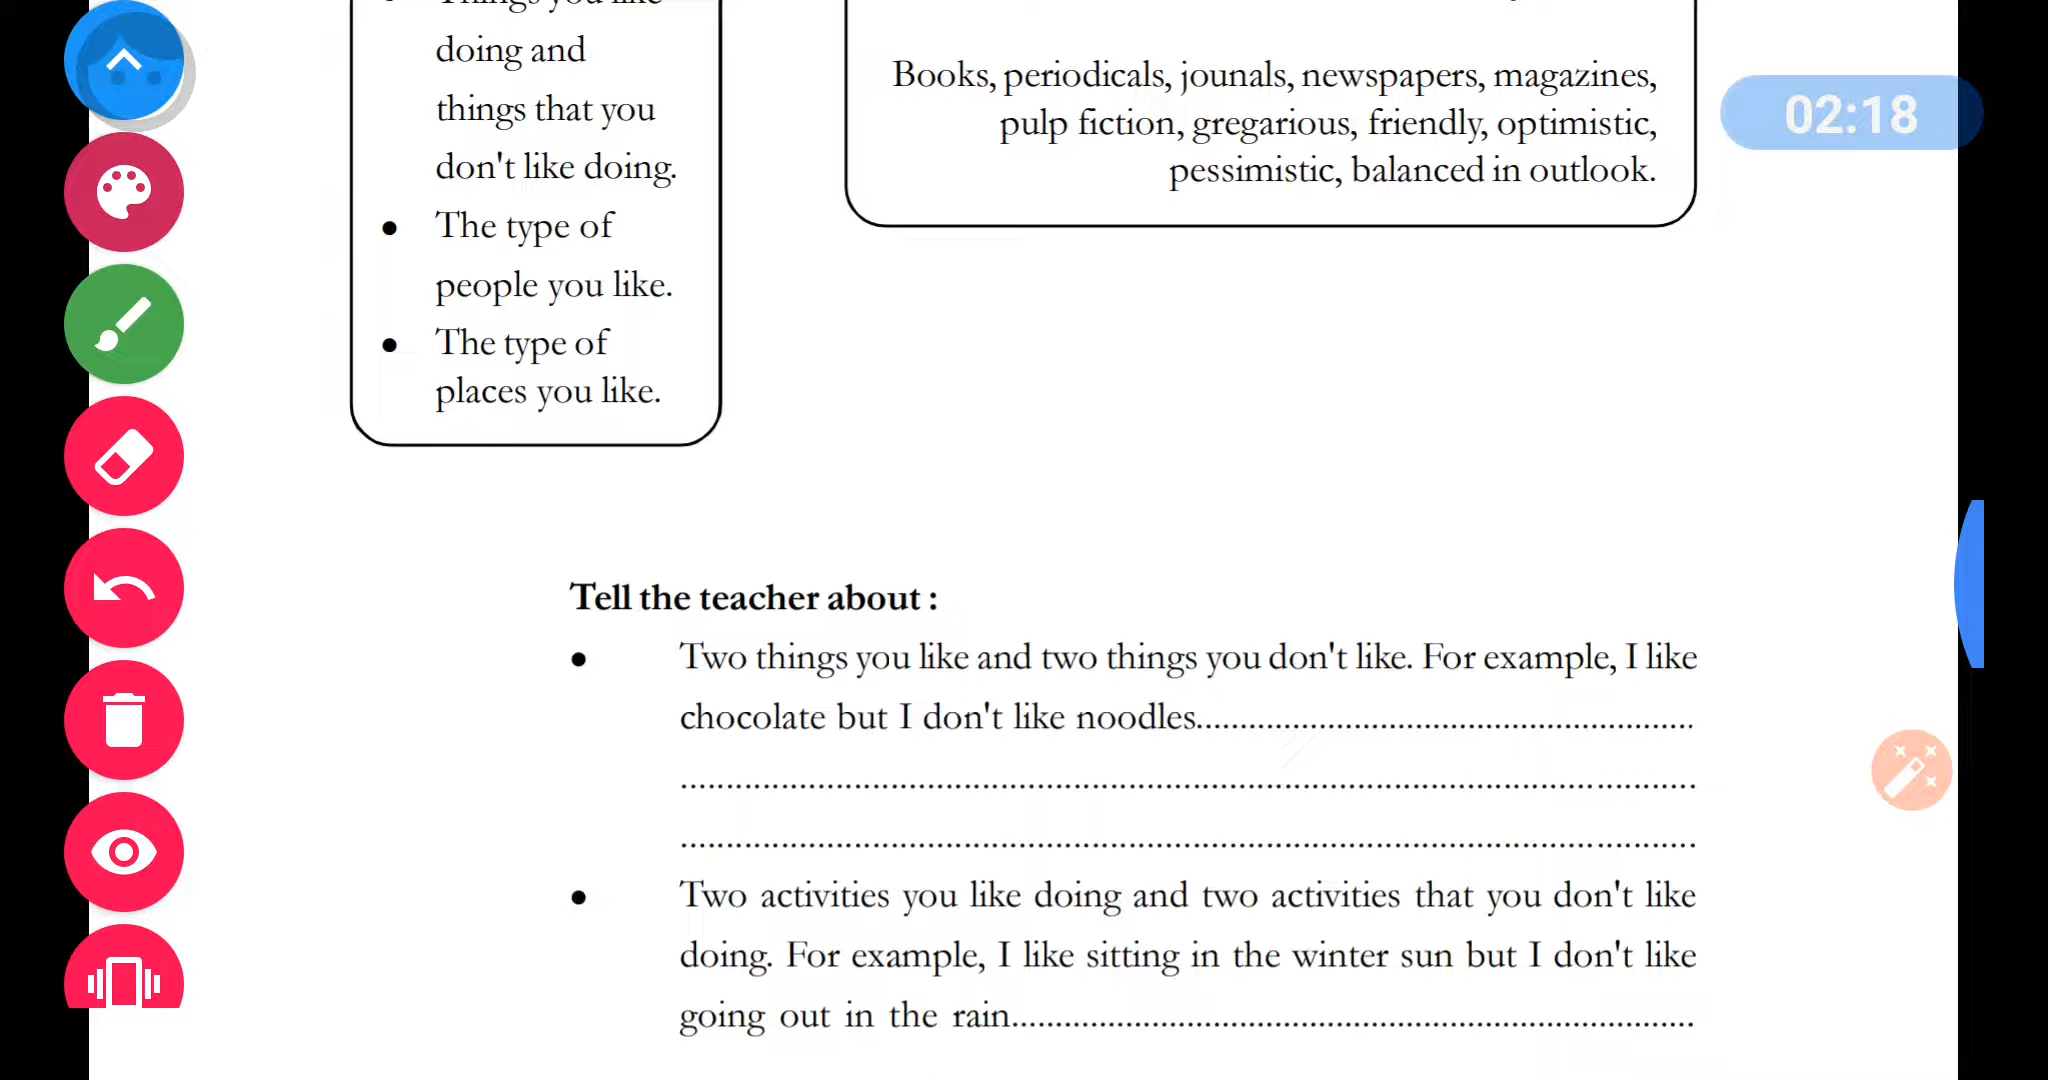 doing and
things that you
don't like doing.
● The type of
people you like.
● The type of
places you like.
Books, periodicals, jounals, newspapers, magazines,
pulp fiction, gregarious, friendly, optimistic,
pessimistic, balanced in outlook.
02:18
Tell the teacher about :
● Two things you like and two things you don't like. For example, I like
chocolate but I don't like noodles......................................................
..............................................................................................................
..............................................................................................................
● Two activities you like doing and two activities that you don't like
doing. For example, I like sitting in the winter sun but I don't like
going out in the rain..........................................................................